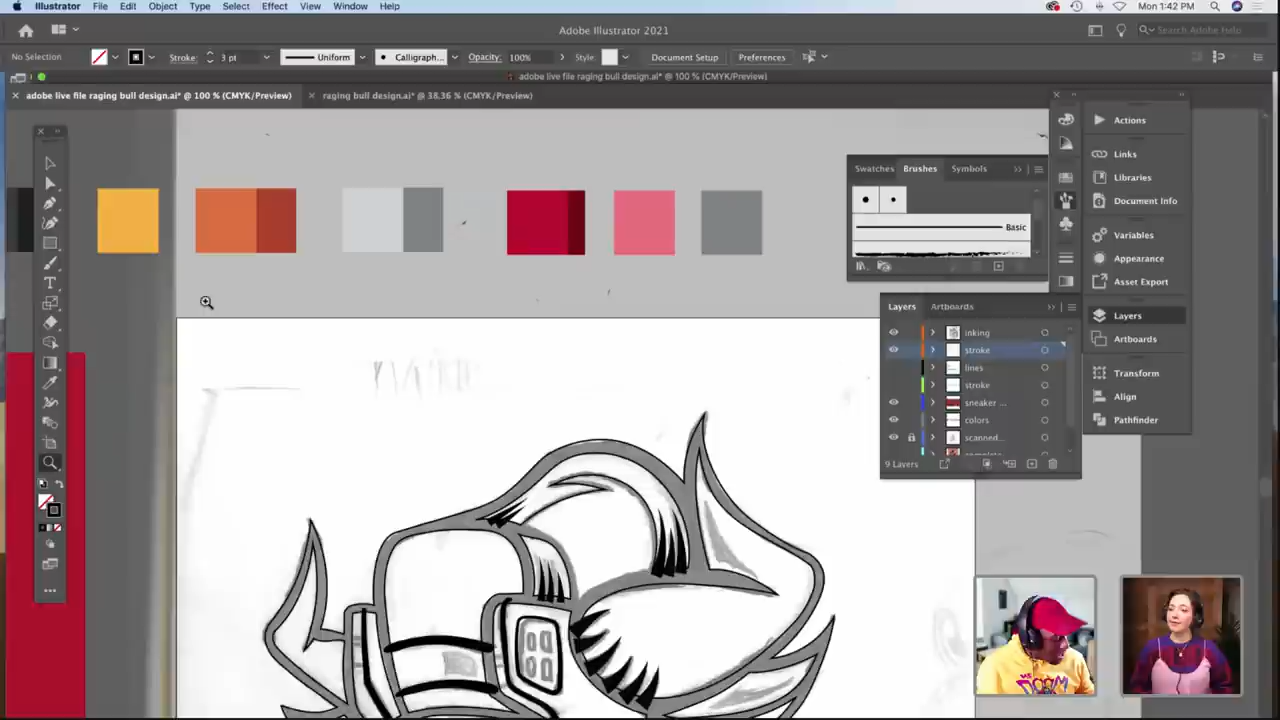 Illustrator File Edit Object Type Select Effect View Window Help
Mon 1:42 PM
Adobe Illustrator 2021
Search Adobe Help
No Selection
Stroke: 3 pt
Uniform
Calligraph...
Opacity: 100%
Style:
Document Setup
Preferences
adobe live file raging bull design.ai* @ 100 % (CMYK/Preview)
adobe live file raging bull design.ai* @ 100 % (CMYK/Preview)
raging bull design.ai* @ 38.36 % (CMYK/Preview)
Swatches Brushes Symbols
Basic
Layers Artboards
inking
stroke
lines
stroke
sneaker ...
colors
scanned...
9 Layers
Actions
Links
Libraries
Document Info
Variables
Appearance
Asset Export
Layers
Artboards
Transform
Align
Pathfinder
DOOM